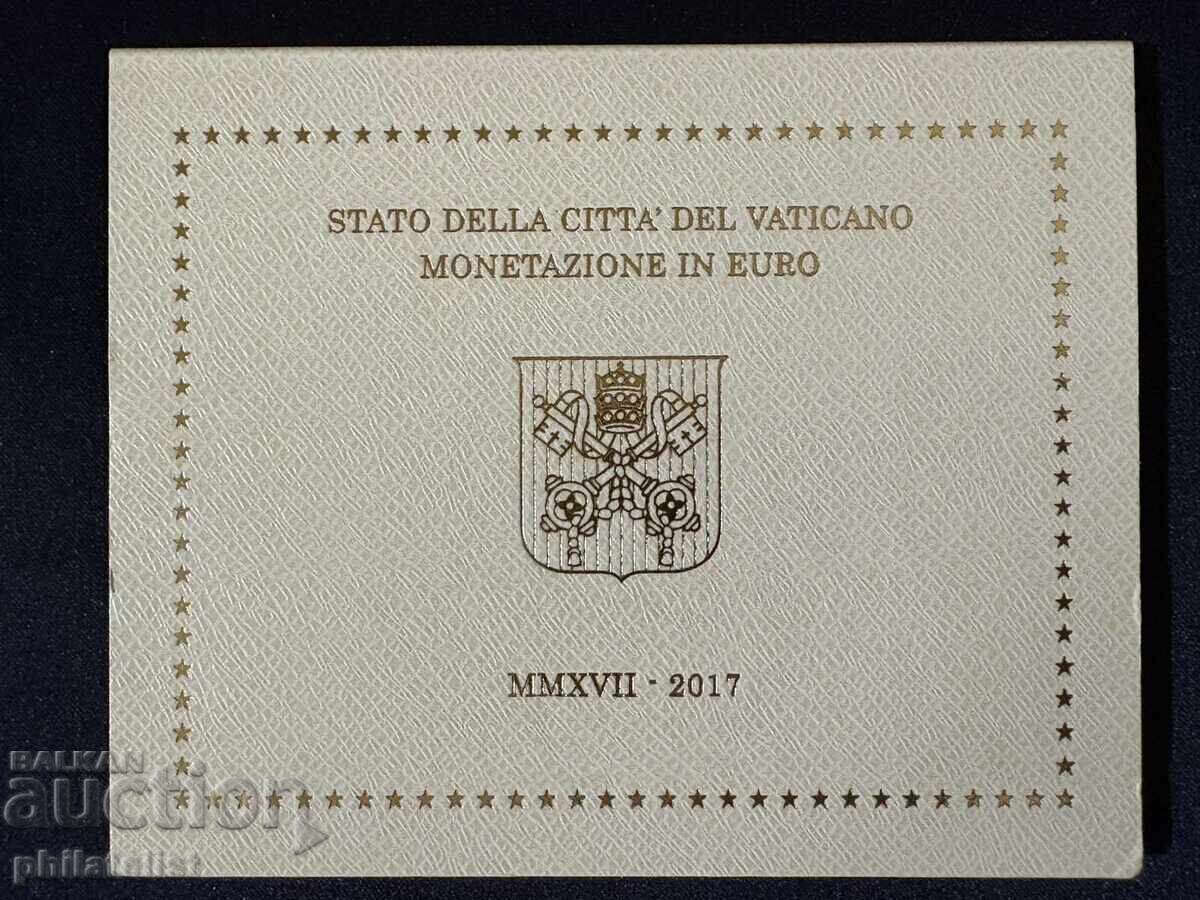 STATO DELLA CITTA' DEL VATICANO
MONETAZIONE IN EURO
MMXVII - 2017
BALKAN
auction
philatelist